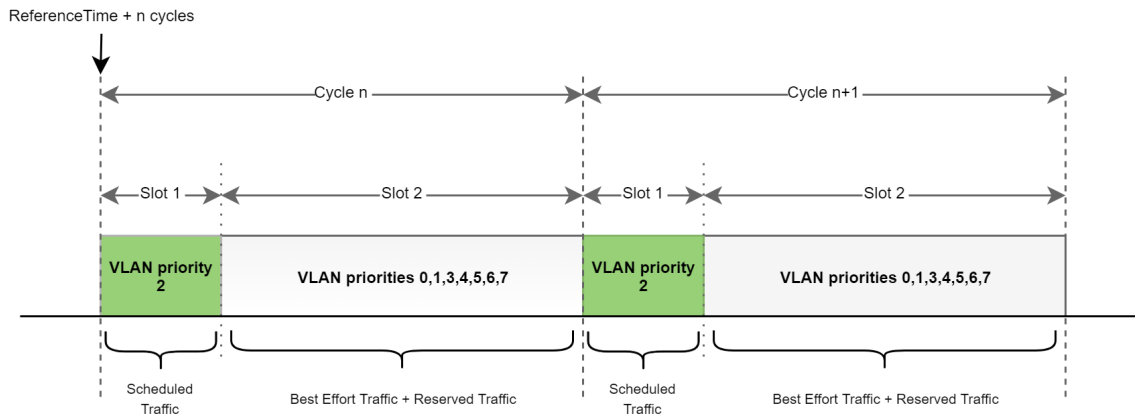 ReferenceTime + n cycles
Cycle n
Cycle n+1
Slot 1
Slot 2
Slot 1
Slot 2
VLAN priority
2
VLAN priorities 0,1,3,4,5,6,7
VLAN priority
2
VLAN priorities 0,1,3,4,5,6,7
Scheduled
Traffic
Best Effort Traffic + Reserved Traffic
Scheduled
Traffic
Best Effort Traffic + Reserved Traffic